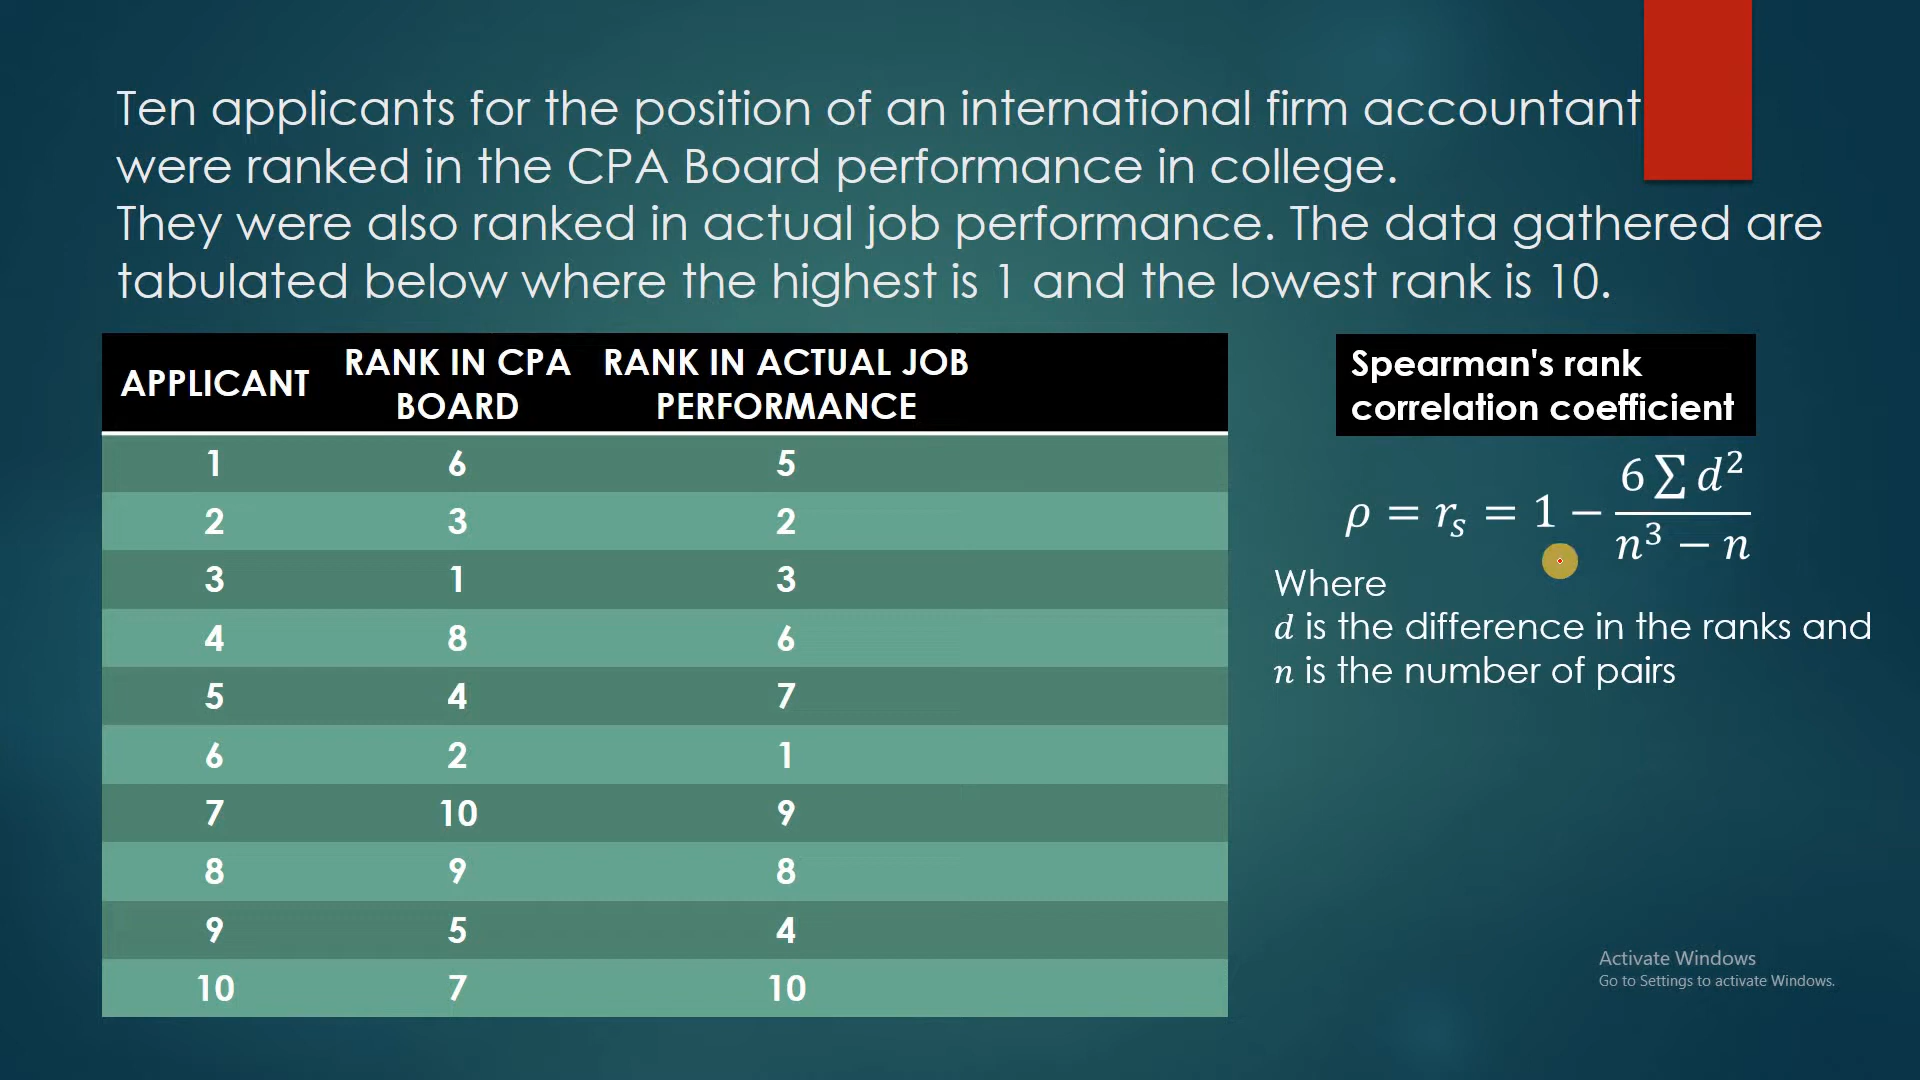 Ten applicants for the position of an international firm accountant
were ranked in the CPA Board performance in college.
They were also ranked in actual job performance. The data gathered are
tabulated below where the highest is 1 and the lowest rank is 10.
APPLICANT RANK IN CPA BOARD RANK IN ACTUAL JOB PERFORMANCE
1 6 5
2 3 2
3 1 3
4 8 6
5 4 7
6 2 1
7 10 9
8 9 8
9 5 4
10 7 10
Spearman's rank
correlation coefficient
ρ = rₛ = 1 − (6 ∑ d²)/(n³ − n)
Where
d is the difference in the ranks and
n is the number of pairs
Activate Windows
Go to Settings to activate Windows.